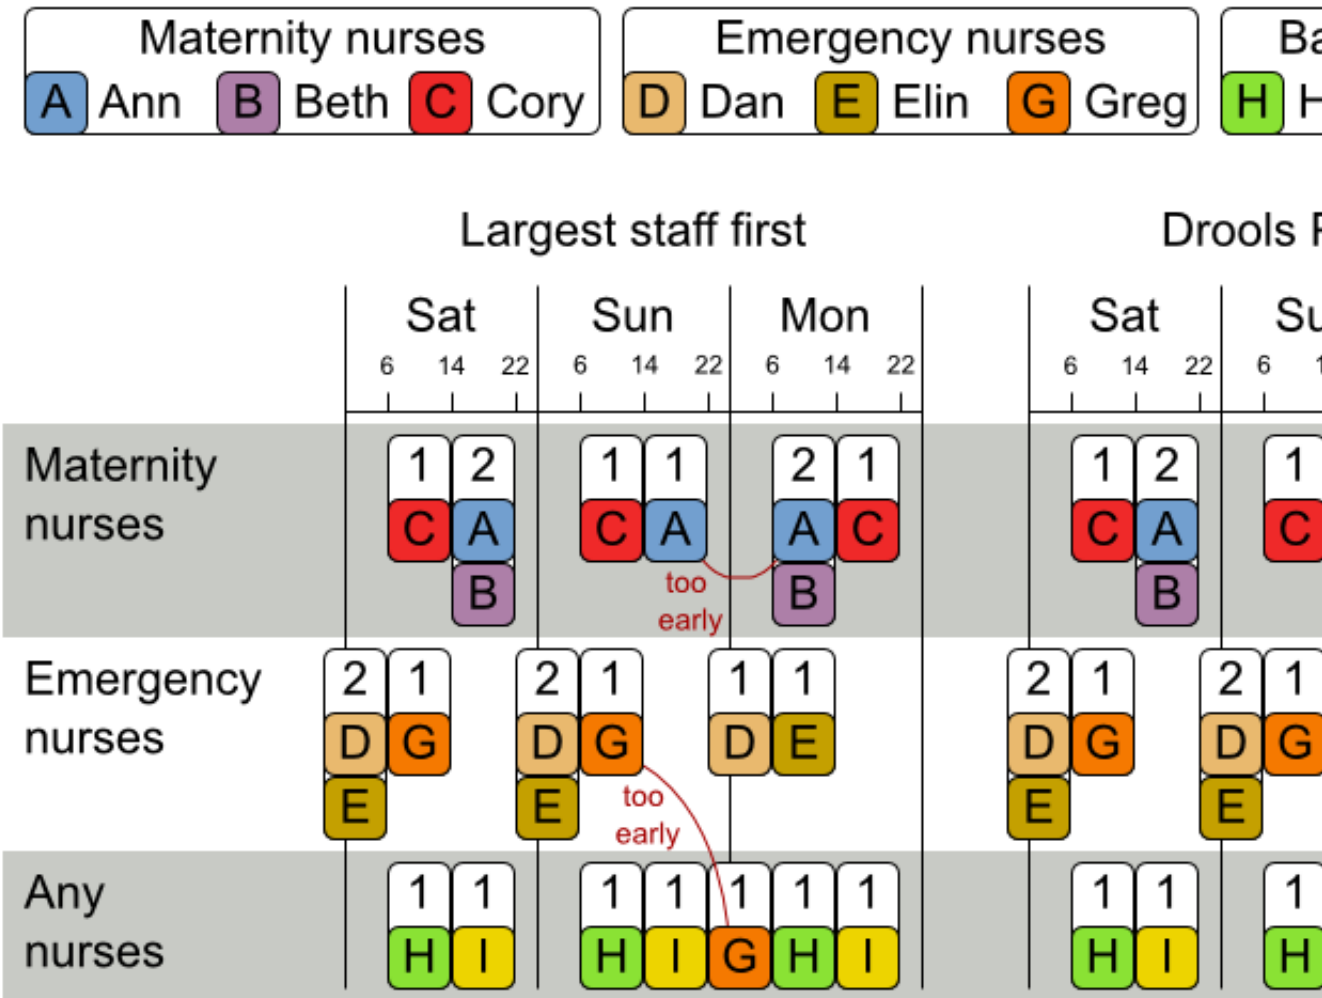 Maternity nurses
A Ann B Beth C Cory
Emergency nurses
D Dan E Elin G Greg
H
Largest staff first
Drools
Sat Sun Mon
6 14 22 6 14 22 6 14 22
Sat
6 14 22 6
Maternity nurses
1 2 1 1 2 1
C A C A A C
B B
too early
1 2 1
C A C
B
Emergency nurses
2 1 2 1 1 1
D G D G D E
E E
too early
2 1 2 1
D G D G
E E
Any nurses
1 1 1 1 1 1 1
H I H I G H I
1 1 1
H I H